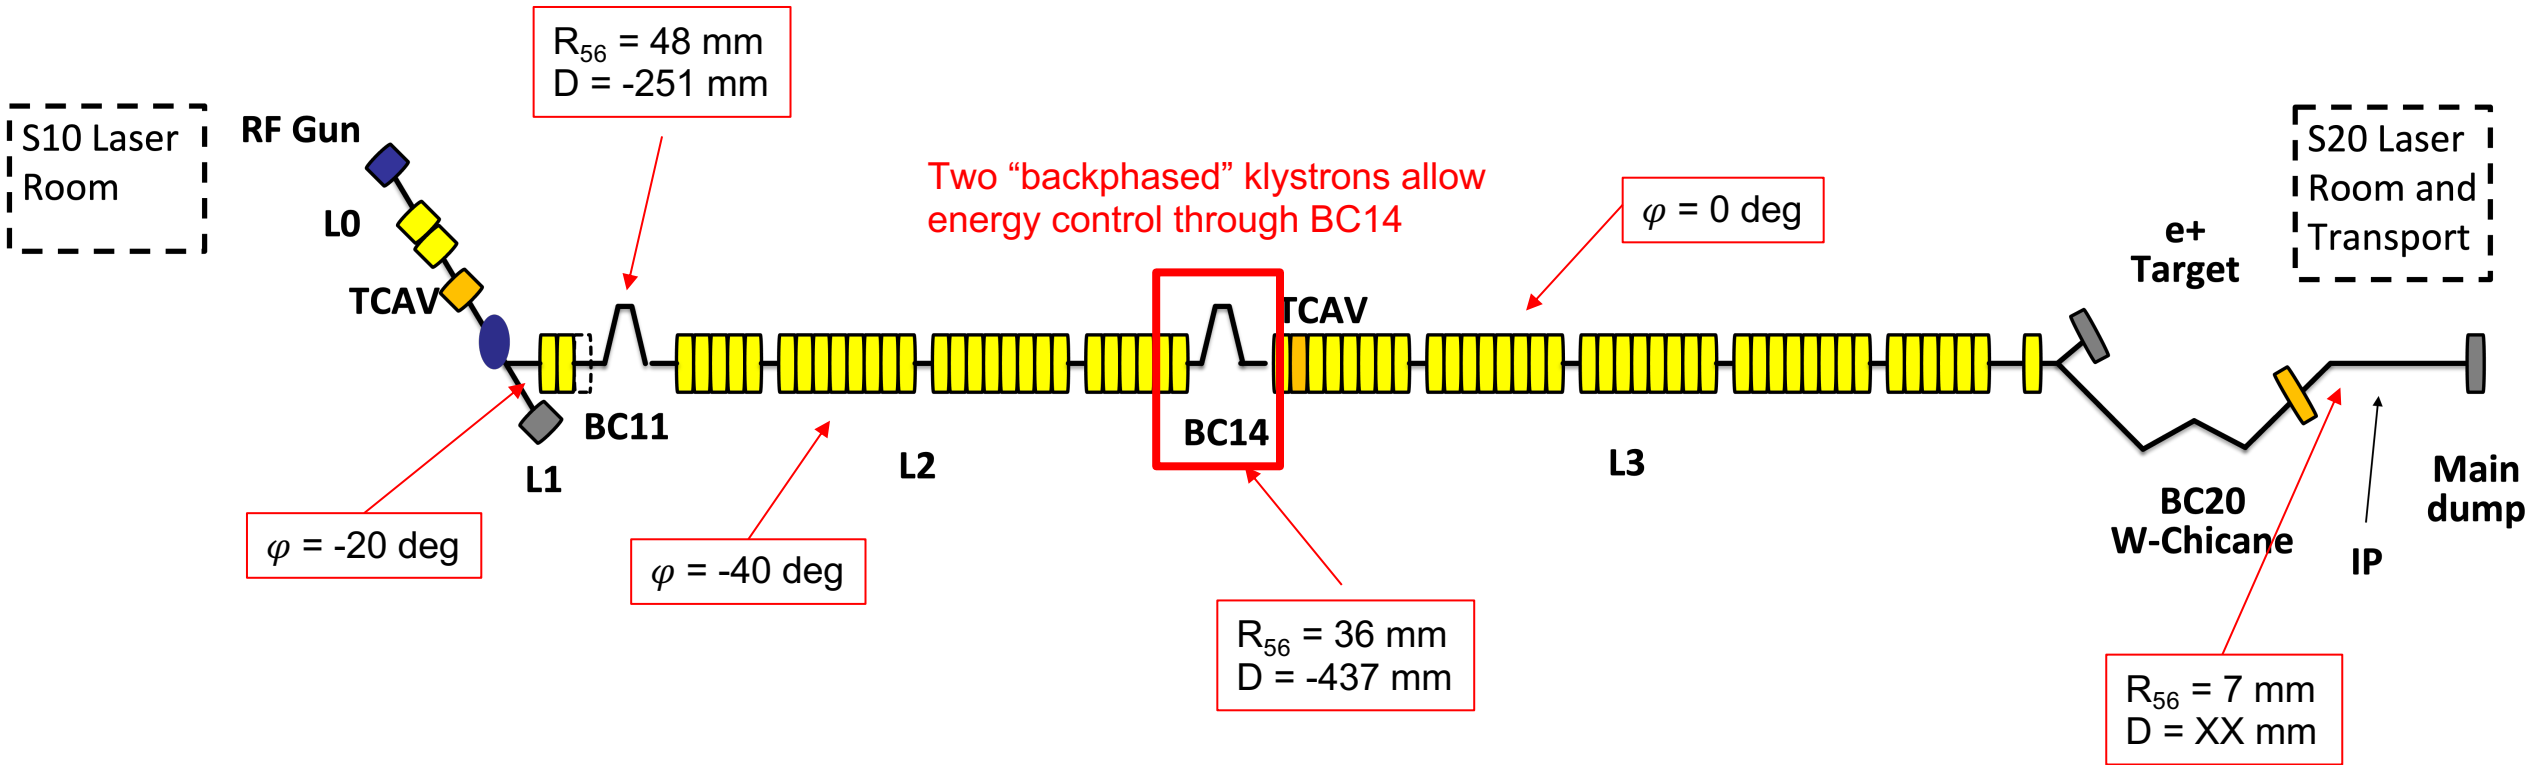 R56 = 48 mm
D = -251 mm
S10 Laser
Room
RF Gun
L0
TCAV
Two “backphased” klystrons allow
energy control through BC14
φ = 0 deg
S20 Laser
Room and
Transport
e+
Target
TCAV
BC11
L1
BC14
L2
L3
φ = -20 deg
φ = -40 deg
R56 = 36 mm
D = -437 mm
BC20
W-Chicane
IP
Main
dump
R56 = 7 mm
D = XX mm